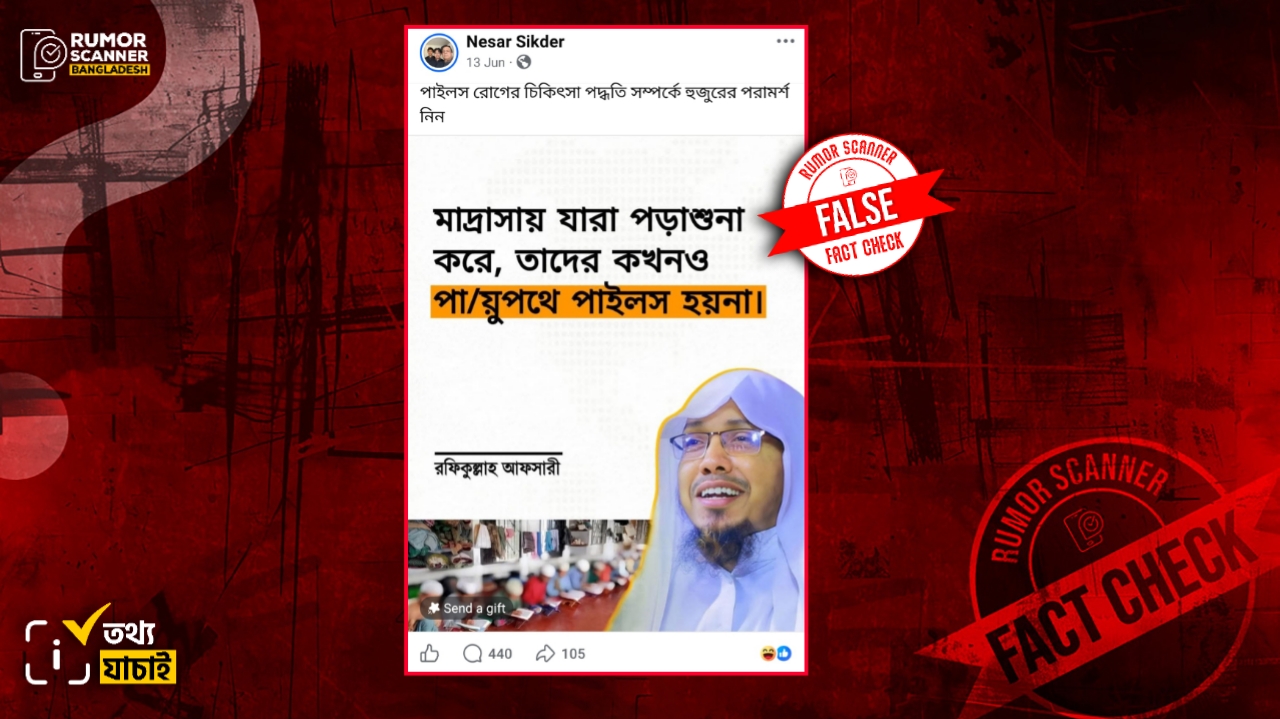 RUMOR
SCANNER
BANGLADESH
Nesar Sikder
13 Jun
পাইলস রোগের চিকিৎসা পদ্ধতি সম্পর্কে হুজুরের পরামর্শ
নিন
মাদ্রাসায় যারা পড়াশুনা
করে, তাদের কখনও
পা/য়ুপথে পাইলস হয়না।
রফিকুল্লাহ আফসারী
Send a gift
440
105
RUMOR SCANNER
FALSE
FACT CHECK
RUMOR SCANNER
FACT CHECK
তথ্য
যাচাই